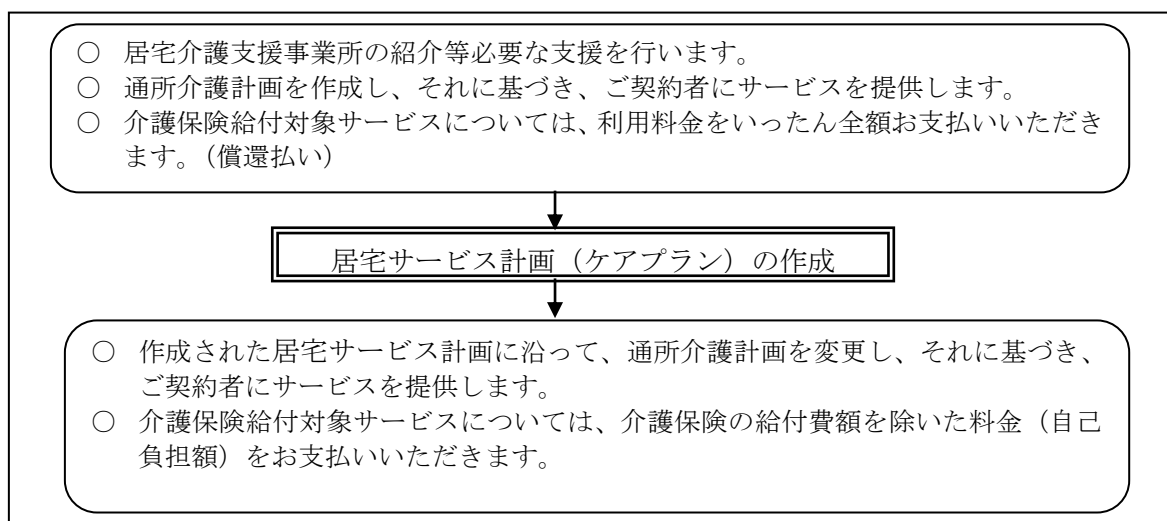 ○ 居宅介護支援事業所の紹介等必要な支援を行います。
○ 通所介護計画を作成し、それに基づき、ご契約者にサービスを提供します。
○ 介護保険給付対象サービスについては、利用料金をいったん全額お支払いいただき
ます。（償還払い）
居宅サービス計画（ケアプラン）の作成
○ 作成された居宅サービス計画に沿って、通所介護計画を変更し、それに基づき、
ご契約者にサービスを提供します。
○ 介護保険給付対象サービスについては、介護保険の給付費額を除いた料金（自己
負担額）をお支払いいただきます。